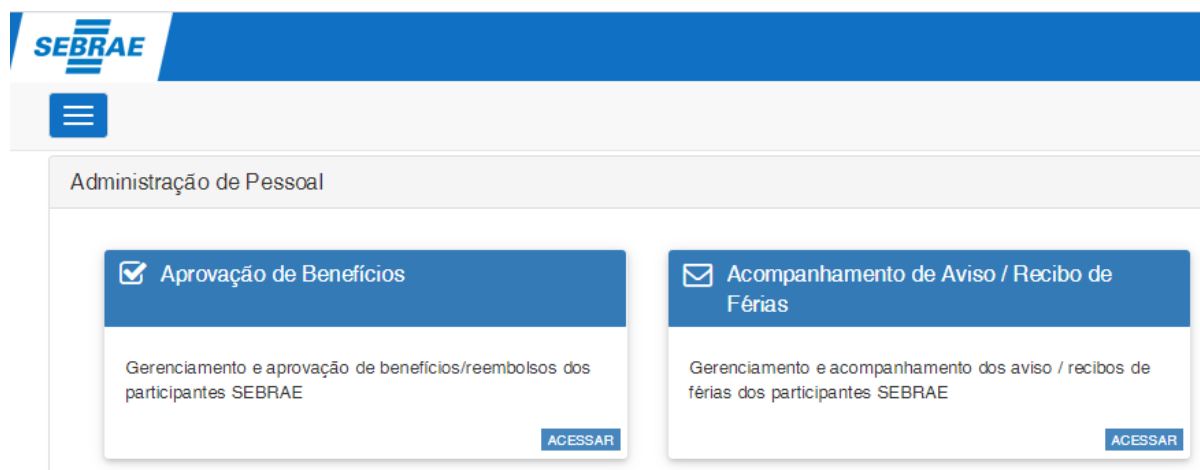 SEBRAE
Administração de Pessoal
Aprovação de Benefícios
Gerenciamento e aprovação de benefícios/reembolsos dos
participantes SEBRAE
ACESSAR
Acompanhamento de Aviso / Recibo de
Férias
Gerenciamento e acompanhamento dos aviso / recibos de
férias dos participantes SEBRAE
ACESSAR